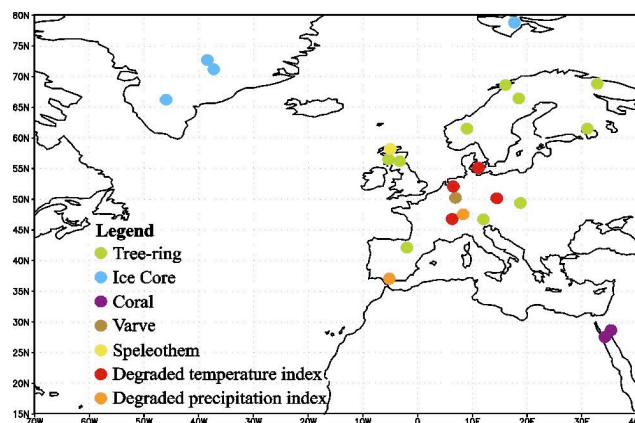 80N
75N
70N
65N
60N
55N
50N
45N
40N
35N
30N
25N
20N
15N
Legend
Tree-ring
Ice Core
Coral
Varve
Speleothem
Degraded temperature index
Degraded precipitation index
70W 60W 50W 40W 30W 20W 10W 0 10E 20E 30E 40E